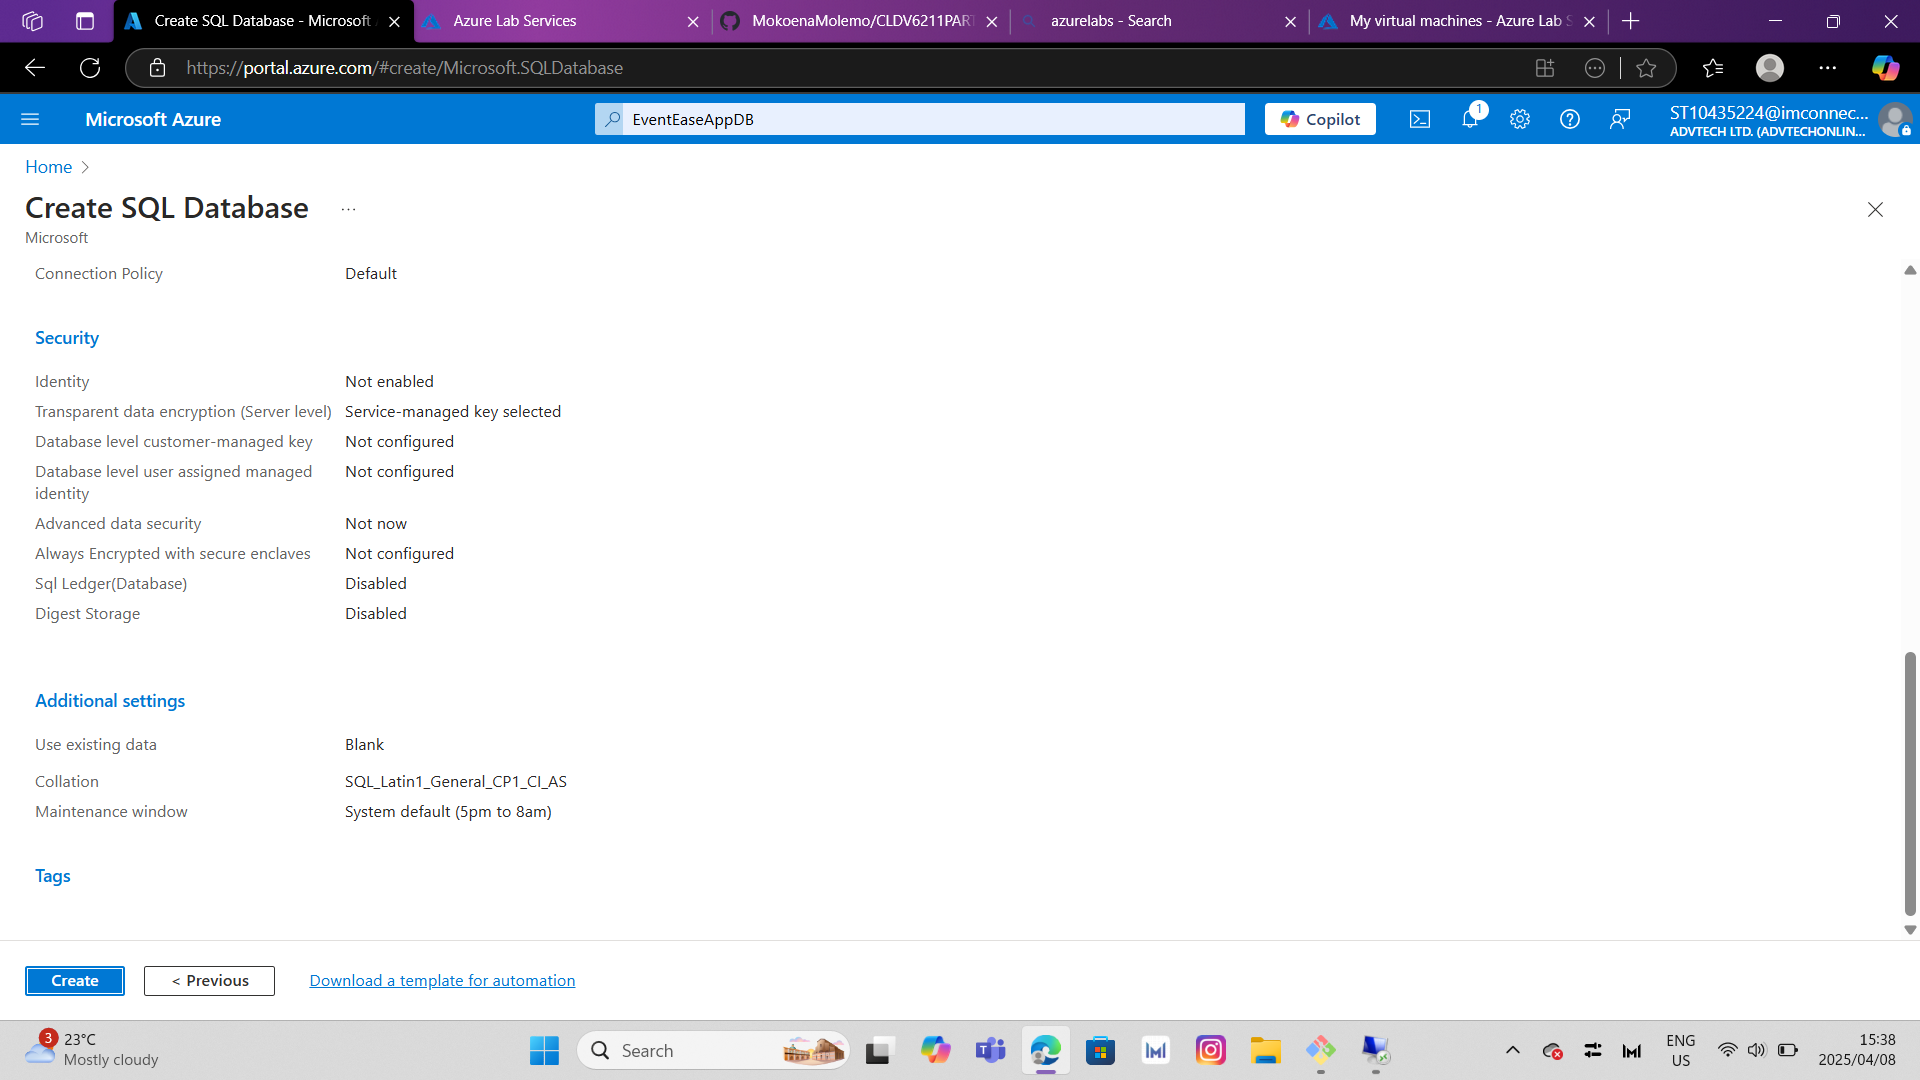 Create SQL Database - Microsoft
Azure Lab Services
MokoenaMolemo/CLDV6211PAR
azurelabs - Search
My virtual machines - Azure Lab S
https://portal.azure.com/#create/Microsoft.SQLDatabase
Microsoft Azure
EventEaseAppDB
Copilot
1
ST10435224@imconnec...
ADVTECH LTD. (ADVTECHONLIN...
Home
Create SQL Database
...
Microsoft
Connection Policy Default
Security
Identity Not enabled
Transparent data encryption (Server level) Service-managed key selected
Database level customer-managed key Not configured
Database level user assigned managed Not configured
identity
Advanced data security Not now
Always Encrypted with secure enclaves Not configured
Sql Ledger(Database) Disabled
Digest Storage Disabled
Additional settings
Use existing data Blank
Collation SQL_Latin1_General_CP1_CI_AS
Maintenance window System default (5pm to 8am)
Tags
Create
< Previous
Download a template for automation
3
23°C
Mostly cloudy
Search
ENG
US
15:38
2025/04/08